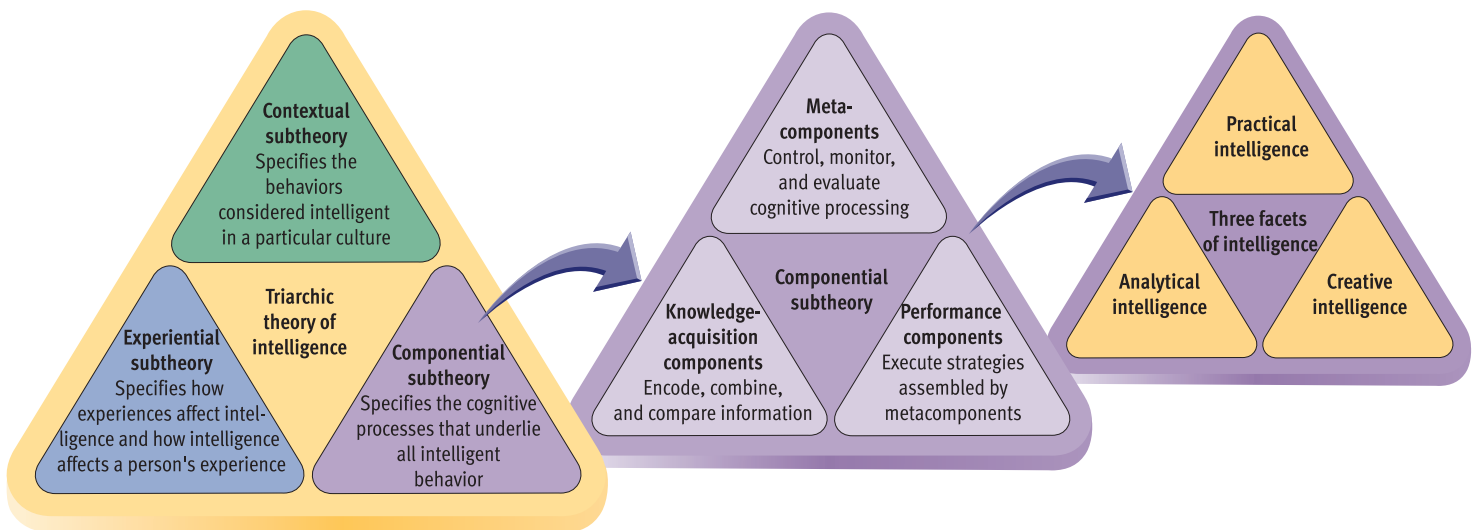 Contextual
subtheory
Specifies the
behaviors
considered intelligent
in a particular culture
Triarchic
theory of
intelligence
Experiential
subtheory
Specifies how
experiences affect intel-
ligence and how intelligence
affects a person's experience
Componential
subtheory
Specifies the cognitive
processes that underlie
all intelligent
behavior
Meta-
components
Control, monitor,
and evaluate
cognitive processing
Componential
subtheory
Knowledge-
acquisition
components
Encode, combine,
and compare information
Performance
components
Execute strategies
assembled by
metacomponents
Practical
intelligence
Three facets
of intelligence
Analytical
intelligence
Creative
intelligence